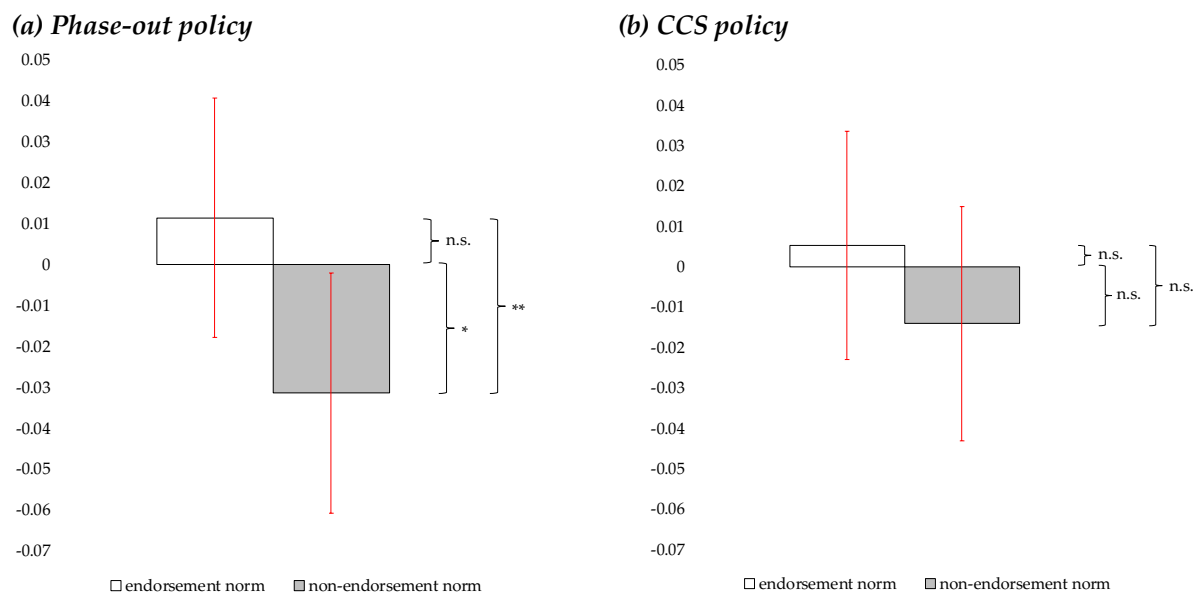 (a) Phase-out policy
0.05
0.04
0.03
0.02
0.01
0
-0.01
-0.02
-0.03
-0.04
-0.05
-0.06
-0.07
n.s.
*
**
endorsement norm
non-endorsement norm
(b) CCS policy
0.05
0.04
0.03
0.02
0.01
0
-0.01
-0.02
-0.03
-0.04
-0.05
-0.06
-0.07
n.s.
n.s.
n.s.
endorsement norm
non-endorsement norm